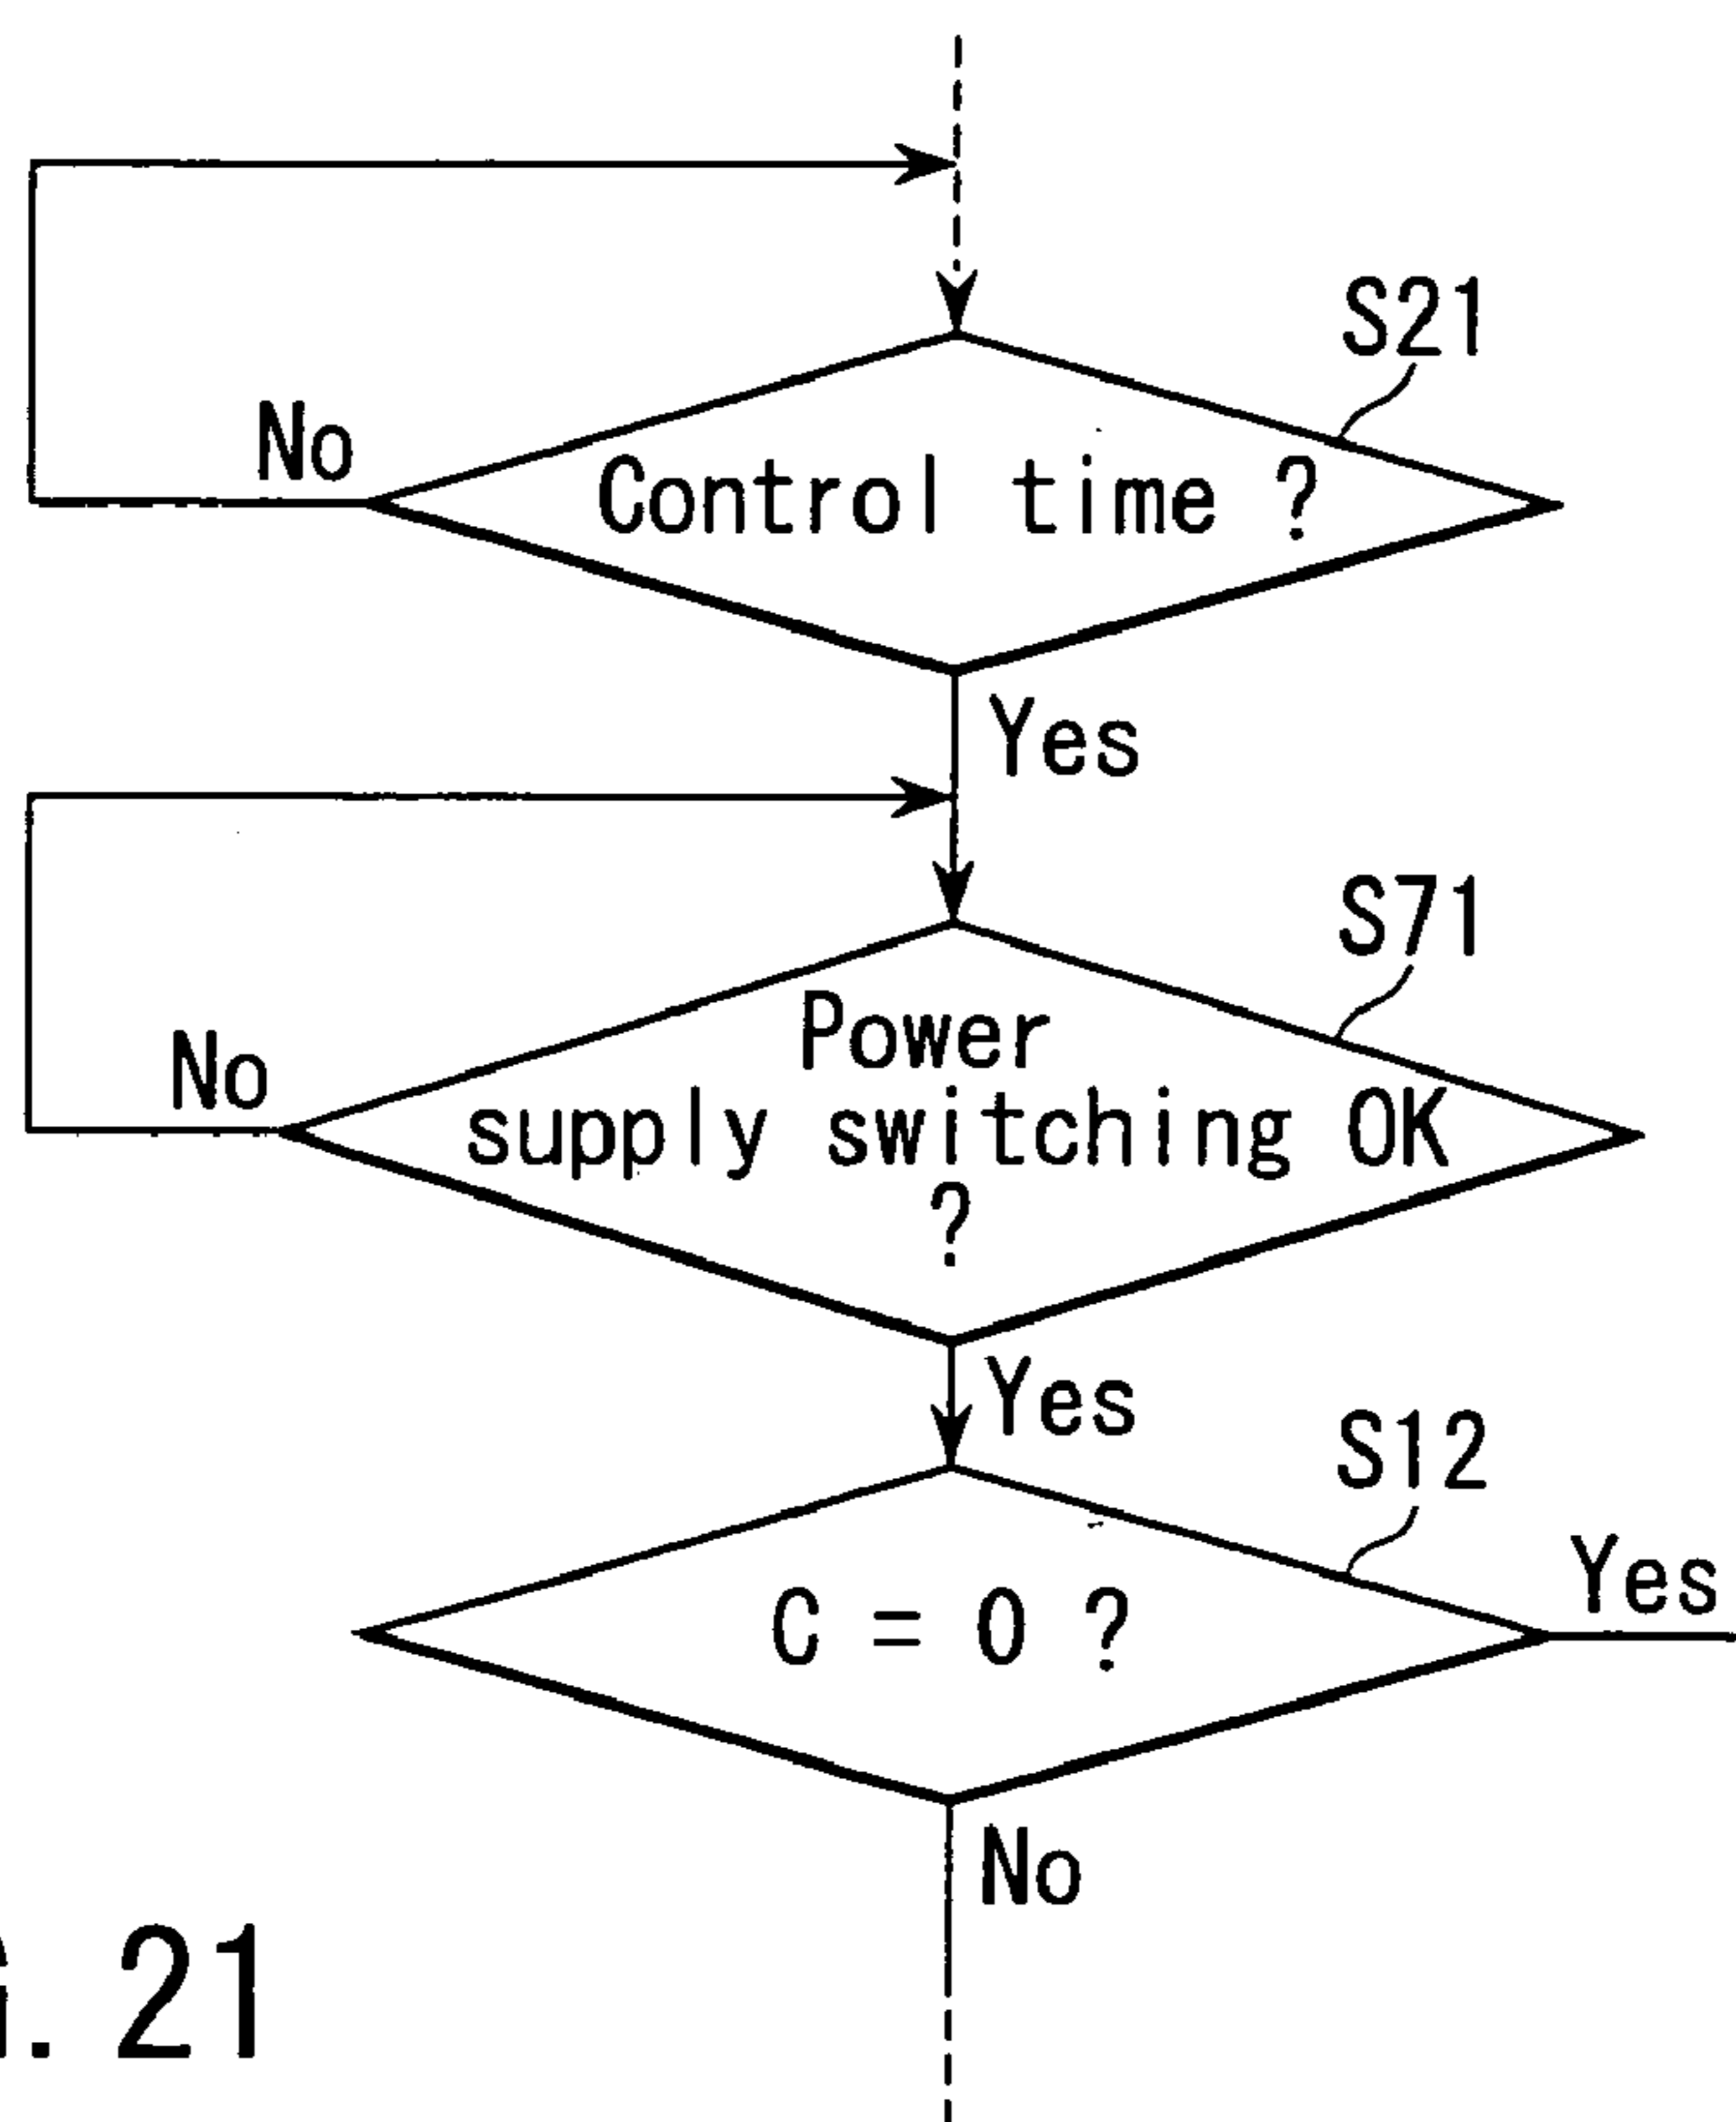 S21
No
Control time ?
Yes
S71
Power
No
supply switching OK
?
Yes
S12
Yes
C = 0 ?
No
G. 21